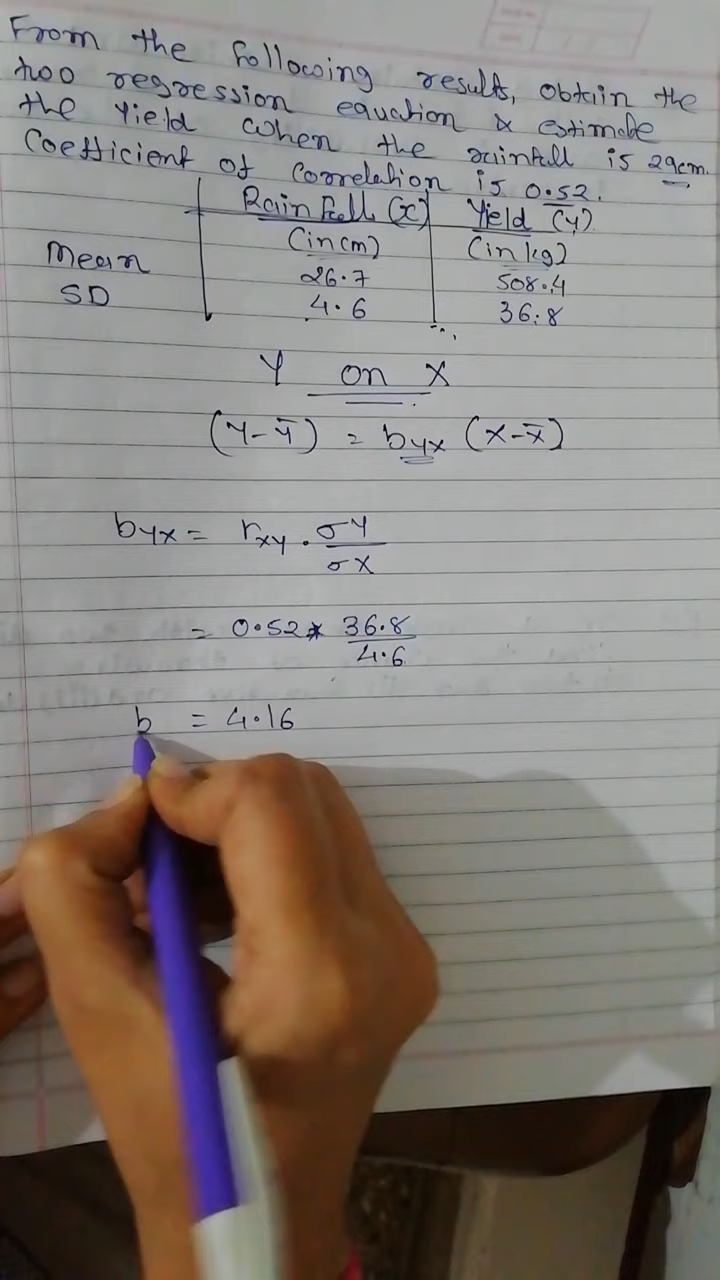 From the following results, obtain the
two regression equation & estimate
the Yield when the rainfall is 29cm.
Coefficient of Correlation is 0.52.
Rainfall (x) Yield (y)
(in cm) (in kg)
Mean 26.7 508.4
SD 4.6 36.8
Y on X
(y-ȳ) = byx (x-x̄)
byx = rxy . σy/σx
= 0.52 * 36.8/4.6
b = 4.16